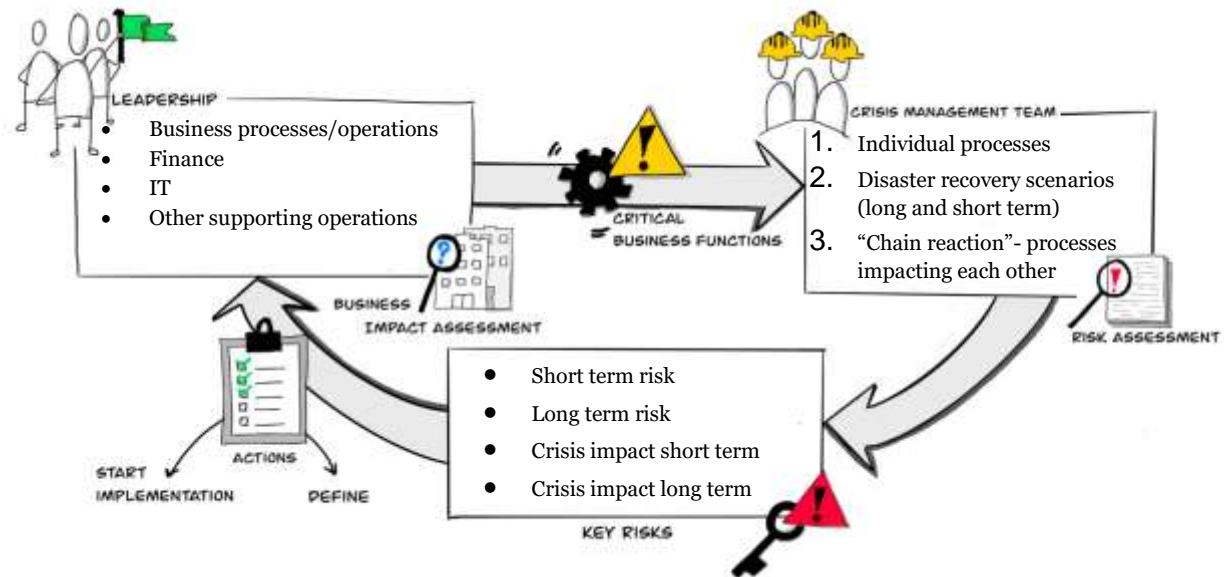 LEADERSHIP
• Business processes/operations
• Finance
• IT
• Other supporting operations
BUSINESS
IMPACT ASSESSMENT
CRITICAL
BUSINESS FUNCTIONS
CRISIS MANAGEMENT TEAM
1. Individual processes
2. Disaster recovery scenarios
(long and short term)
3. “Chain reaction”- processes
impacting each other
RISK ASSESSMENT
• Short term risk
• Long term risk
• Crisis impact short term
• Crisis impact long term
KEY RISKS
ACTIONS
START
IMPLEMENTATION
DEFINE